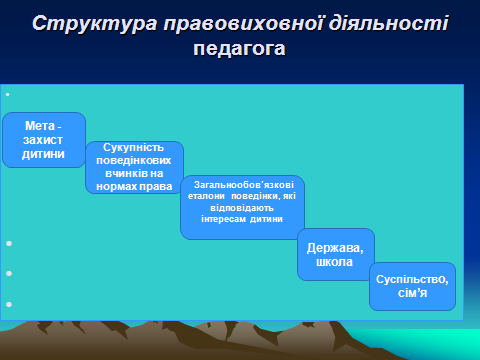 Структура правовиховної діяльності
педагога
Мета -
захист
дитини
Сукупність
поведінкових
вчинків на
нормах права
Загальнообов'язкові
еталони поведінки, які
відповідають
інтересам дитини
Держава,
школа
Суспільство,
сім'я